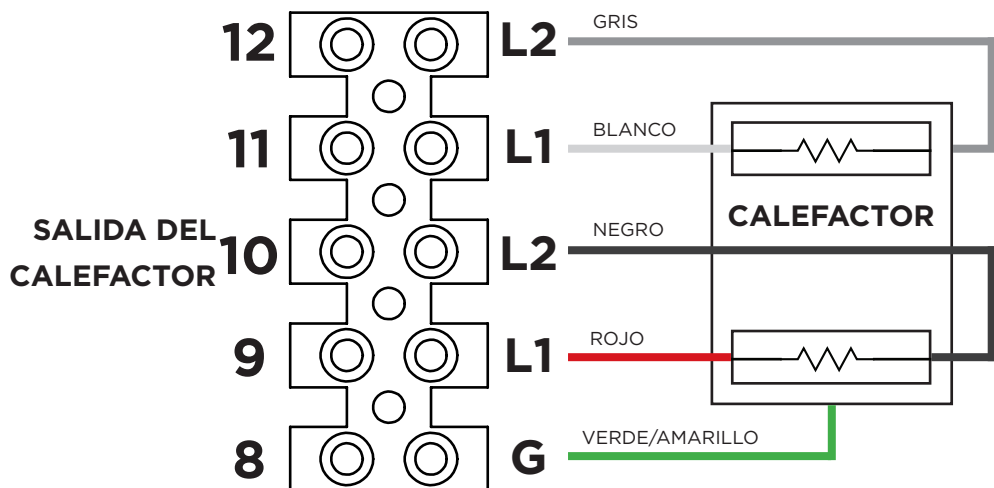 12 L2 GRIS
11 L1 BLANCO
CALEFACTOR
SALIDA DEL
CALEFACTOR
10 L2 NEGRO
9 L1 ROJO
8 G VERDE/AMARILLO